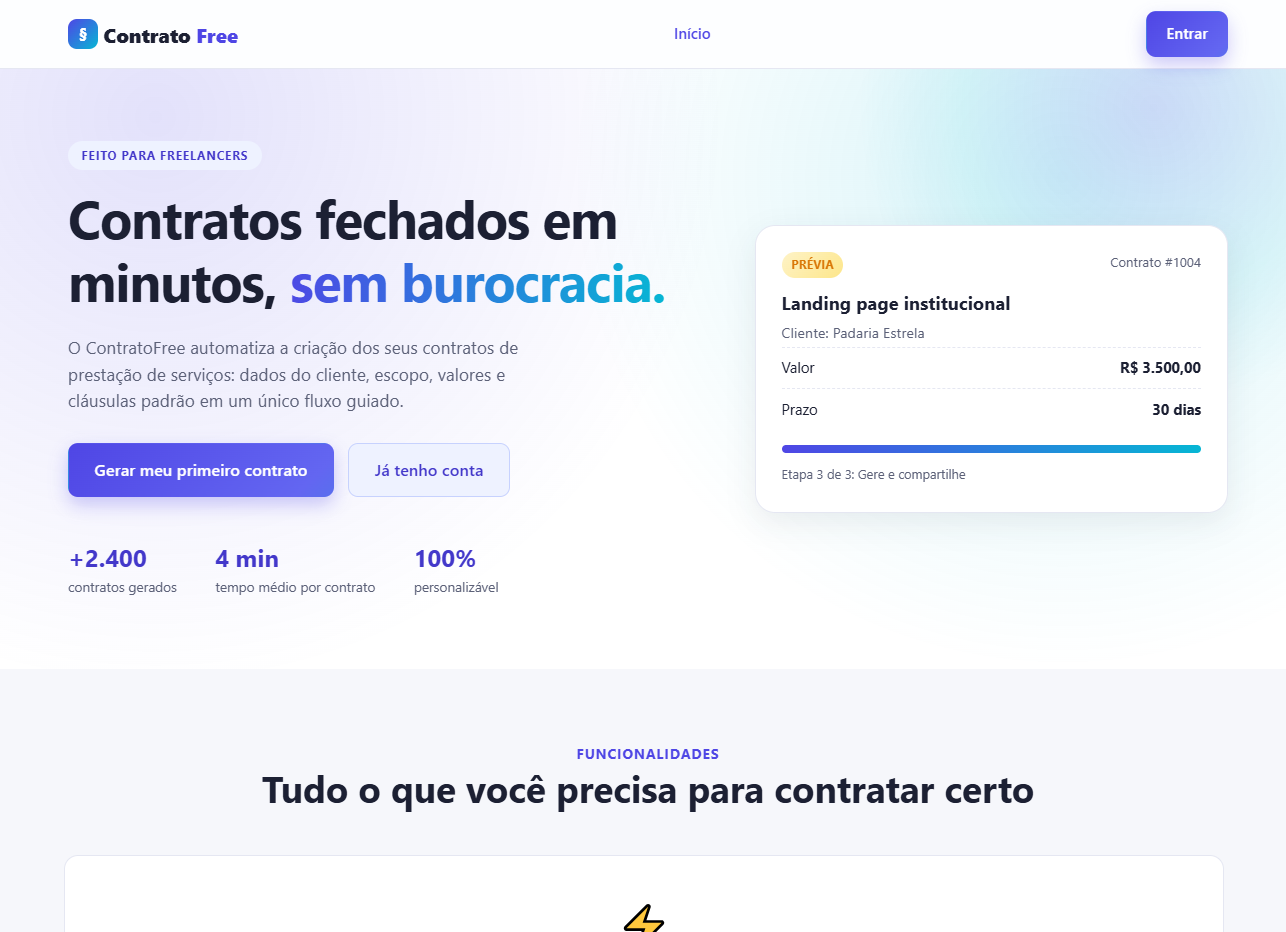 § Contrato Free
Início
Entrar
FEITO PARA FREELANCERS
Contratos fechados em
minutos, sem burocracia.
O ContratoFree automatiza a criação dos seus contratos de
prestação de serviços: dados do cliente, escopo, valores e
cláusulas padrão em um único fluxo guiado.
Gerar meu primeiro contrato
Já tenho conta
+2.400
contratos gerados
4 min
tempo médio por contrato
100%
personalizável
PRÉVIA
Contrato #1004
Landing page institucional
Cliente: Padaria Estrela
Valor R$ 3.500,00
Prazo 30 dias
Etapa 3 de 3: Gere e compartilhe
FUNCIONALIDADES
Tudo o que você precisa para contratar certo